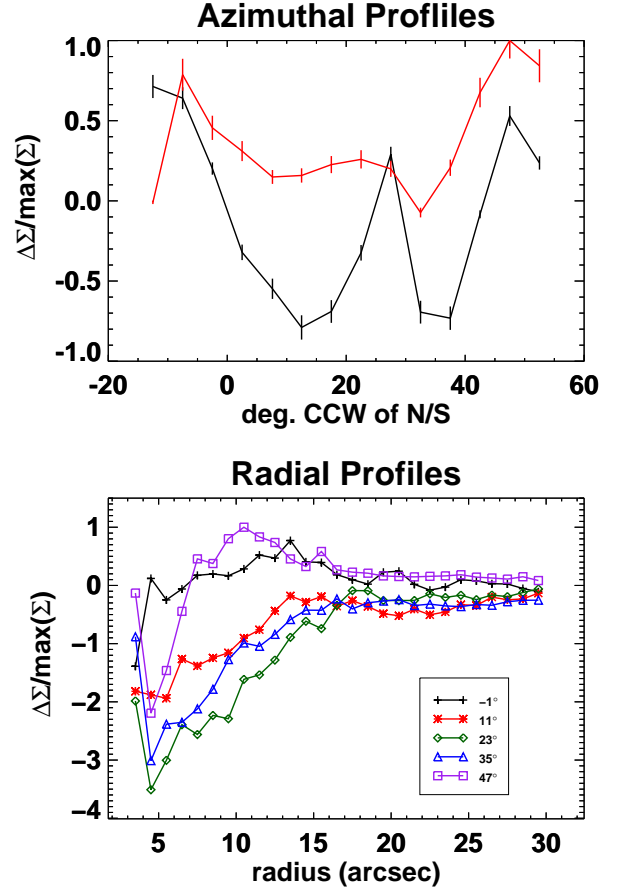 Azimuthal Profliles
1.0
0.5
0.0
-0.5
-1.0
ΔΣ/max(Σ)
-20 0 20 40 60
deg. CCW of N/S
Radial Profiles
1
0
-1
-2
-3
-4
ΔΣ/max(Σ)
-1°
11°
23°
35°
47°
5 10 15 20 25 30
radius (arcsec)